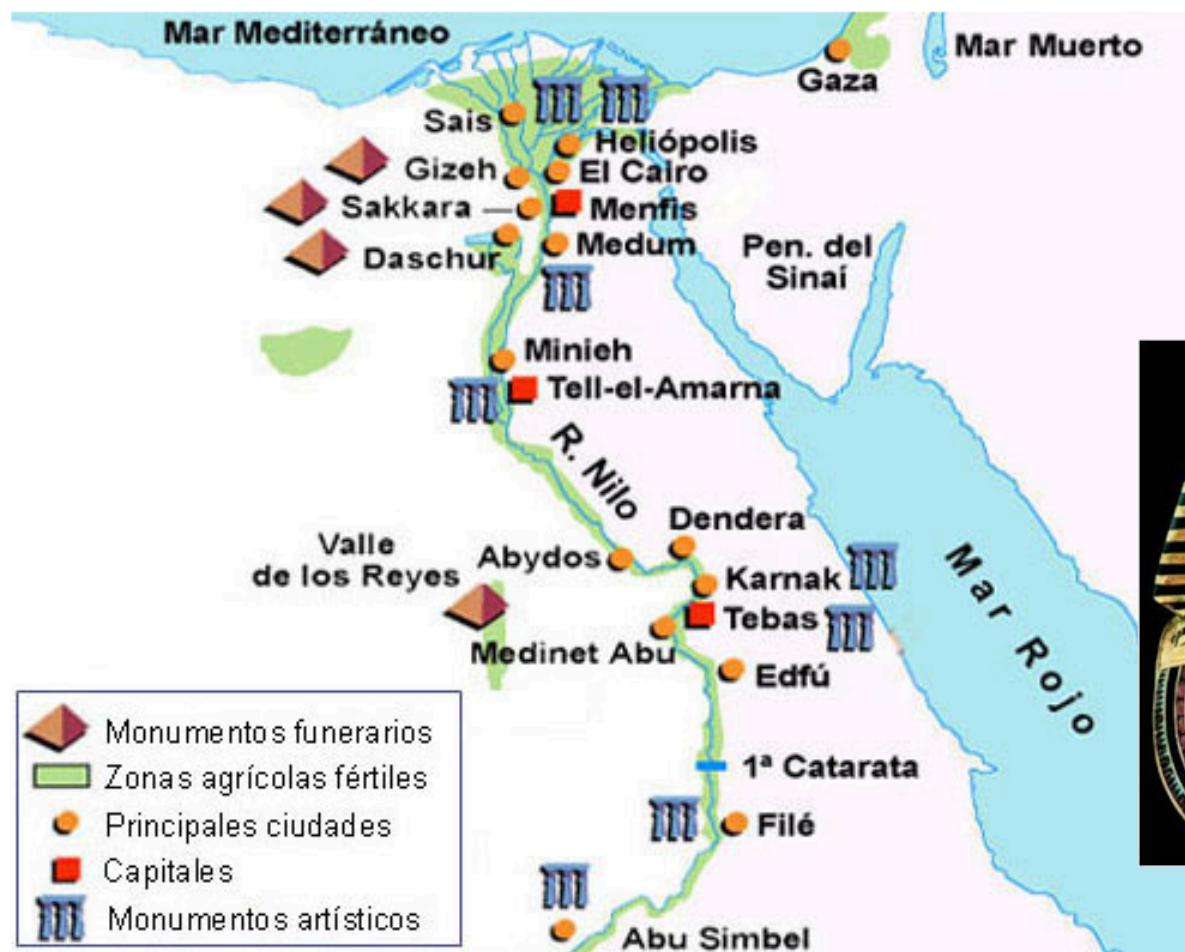 Mar Mediterráneo
Mar Muerto
Gaza
Sais
Heliópolis
Gizeh
El Cairo
Sakkara
Menfis
Daschur
Medum
Pen. del
Sinaí
Minieh
Tell-el-Amarna
R. Nilo
Dendera
Valle
de los Reyes
Abydos
Karnak
Tebas
Medinet Abu
Edfú
Mar Rojo
1ª Catarata
Filé
Abu Simbel
Monumentos funerarios
Zonas agrícolas fértiles
Principales ciudades
Capitales
Monumentos artísticos